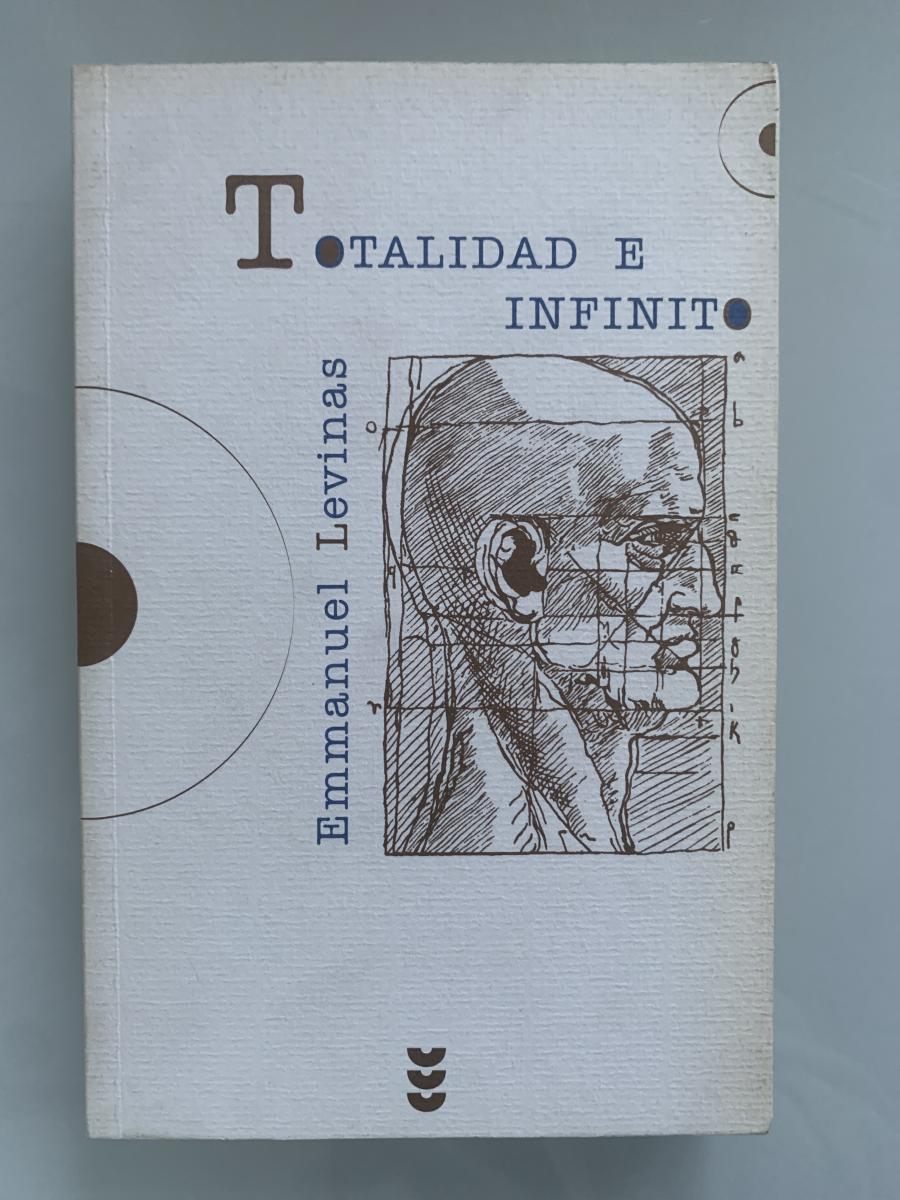 TOTALIDAD E
INFINITO
Emmanuel Levinas
a
b
o
p
k